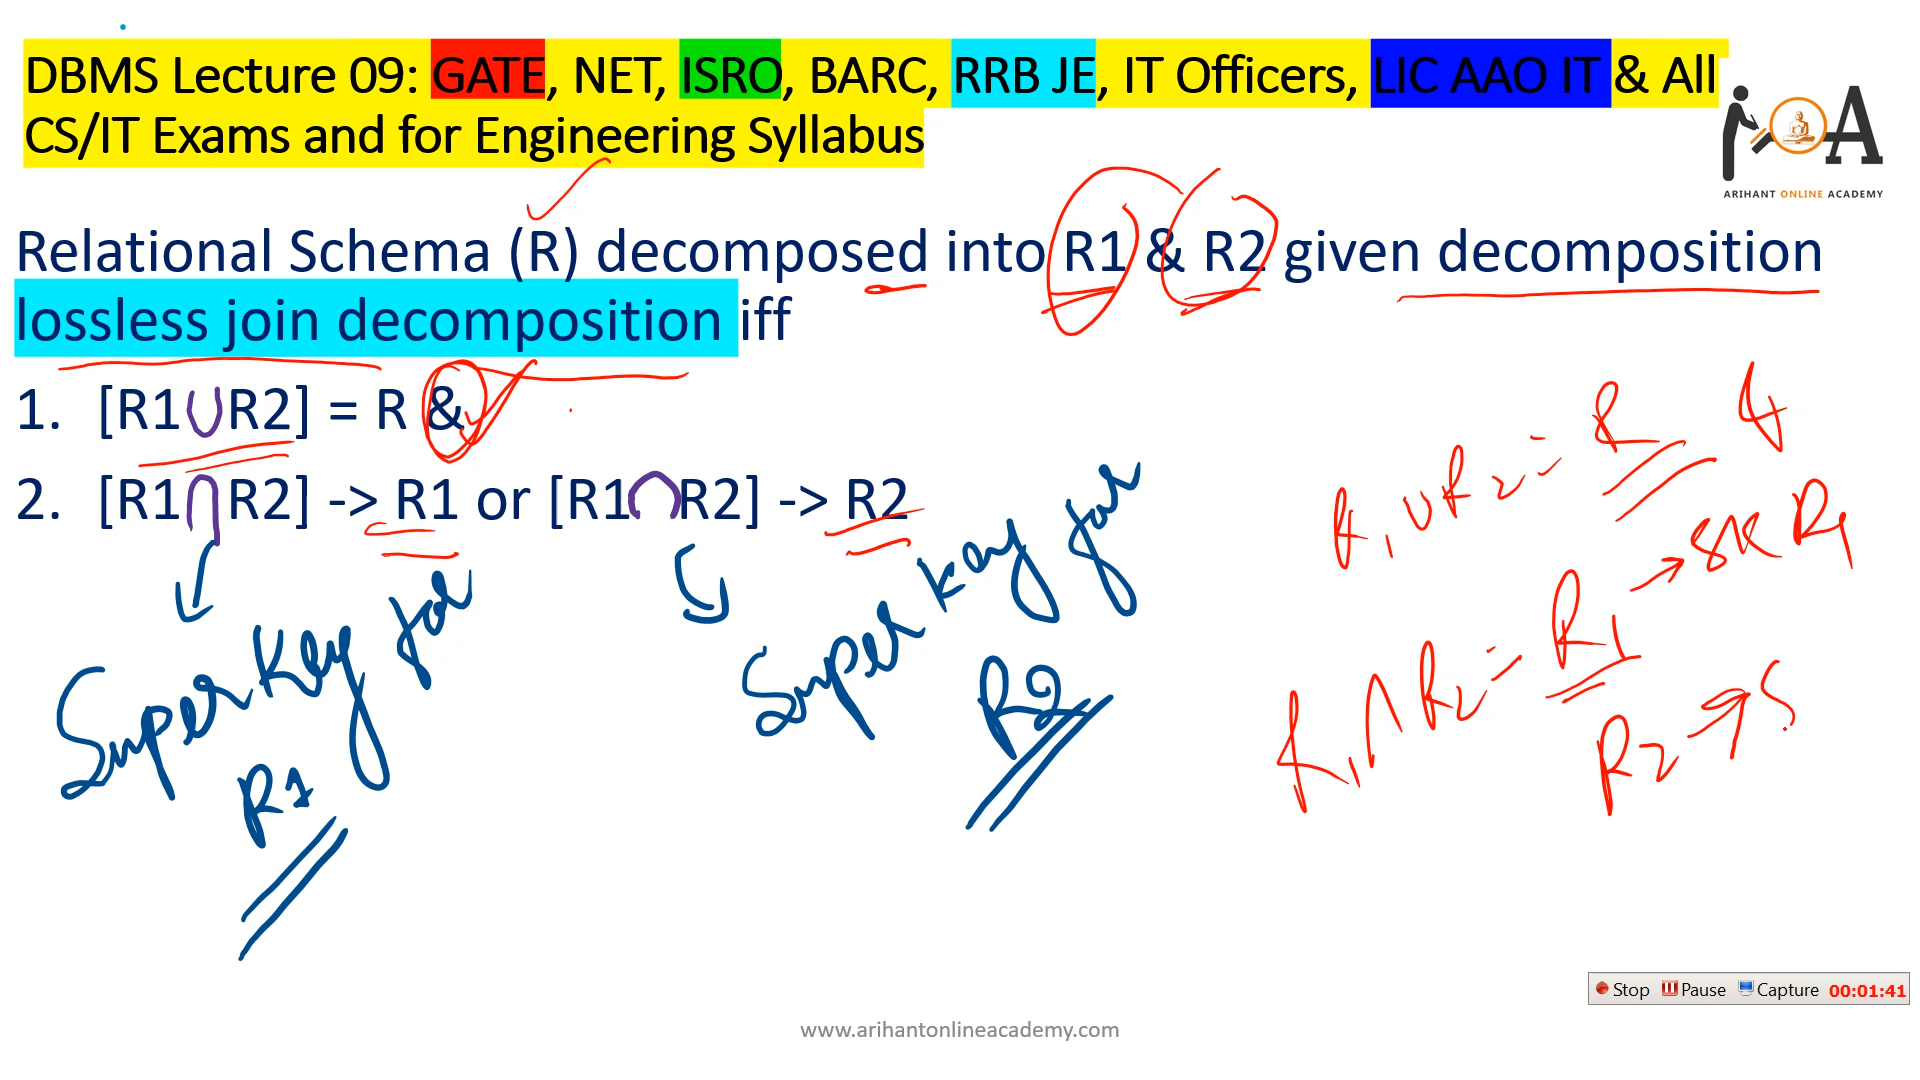 DBMS Lecture 09: GATE, NET, ISRO, BARC, RRB JE, IT Officers, LIC AAO IT & All
CS/IT Exams and for Engineering Syllabus
ARIHANT ONLINE ACADEMY
Relational Schema (R) decomposed into R1 & R2 given decomposition
lossless join decomposition iff
1. [R1∪R2] = R &
2. [R1∩R2] -> R1 or [R1∩R2] -> R2
Super Key for
R1
Super Key for
R2
R1 ∪ R2 = R &
R1 ∩ R2 = R1 → SK R1
R2 → S
Stop Pause Capture 00:01:41
www.arihantonlineacademy.com